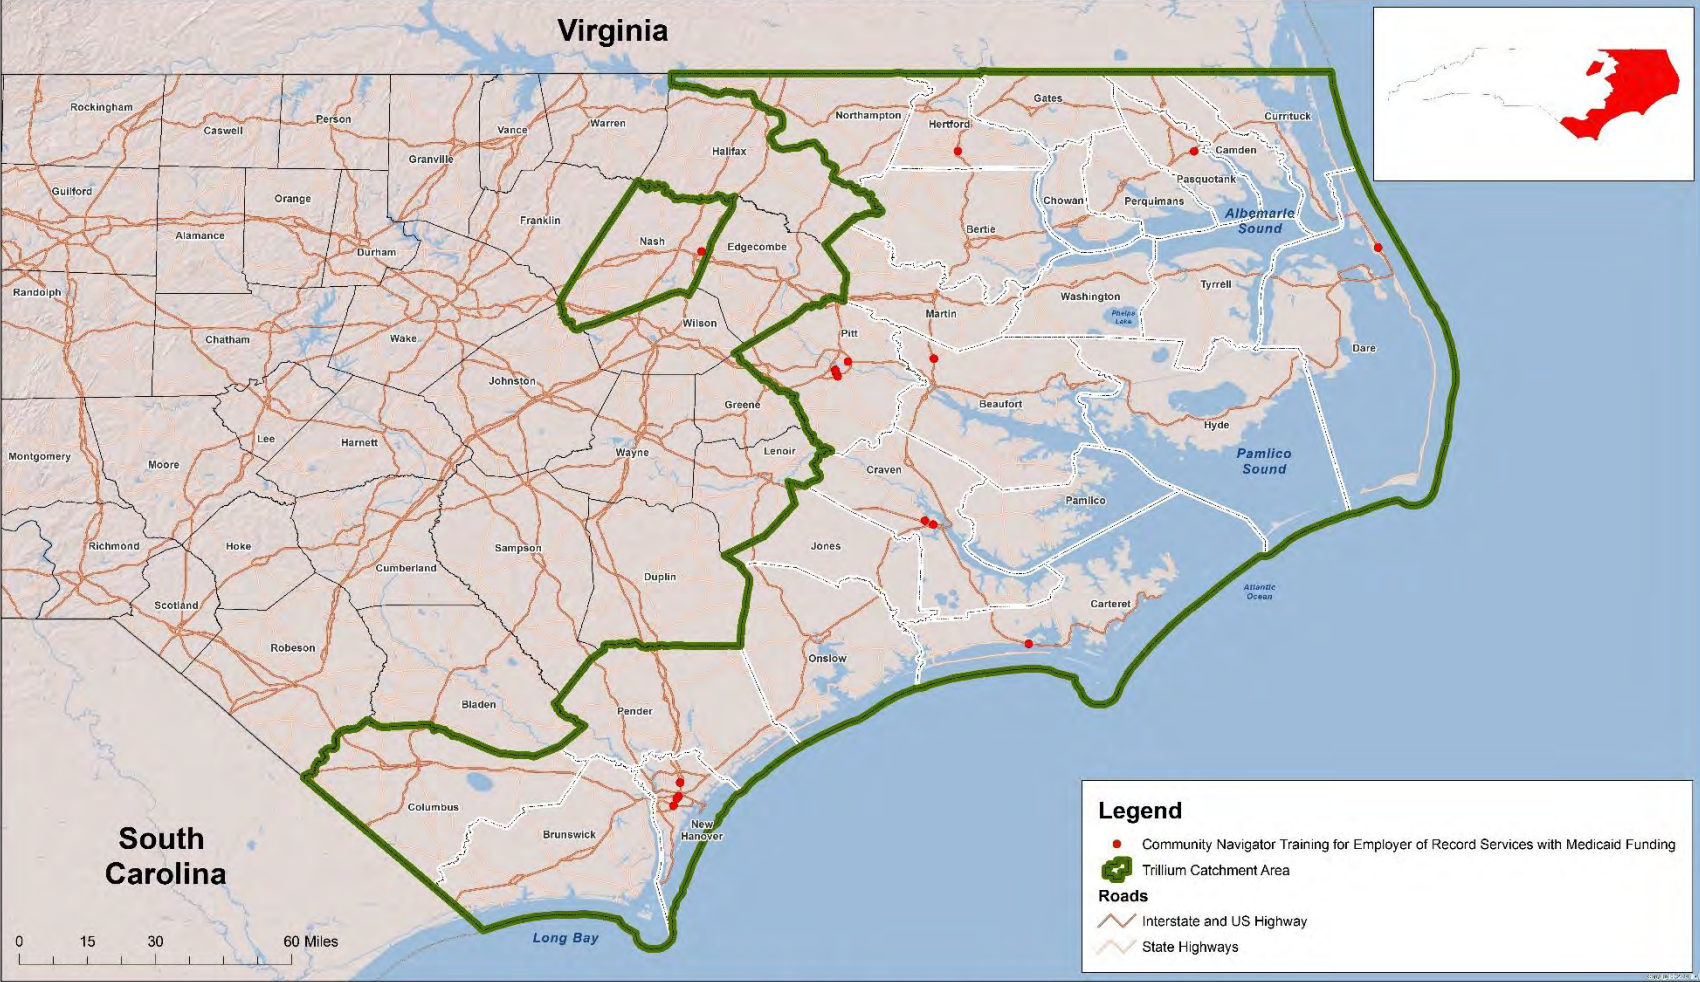 Virginia
Rockingham
Caswell
Person
Granville
Vance
Warren
Halifax
Northampton
Hertford
Gates
Currituck
Camden
Pasquotank
Perquimans
Chowan
Bertie
Albemarle
Sound
Guilford
Alamance
Orange
Durham
Franklin
Nash
Edgecombe
Randolph
Chatham
Wake
Wilson
Pitt
Martin
Washington
Phelps
Lake
Tyrrell
Dare
Johnston
Greene
Beaufort
Hyde
Pamlico
Sound
Montgomery
Moore
Lee
Harnett
Wayne
Lenoir
Craven
Pamlico
Richmond
Hoke
Cumberland
Sampson
Duplin
Jones
Scotland
Robeson
Bladen
Pender
Onslow
Carteret
Atlantic
Ocean
Columbus
Brunswick
New
Hanover
South
Carolina
Long Bay
0 15 30 60 Miles
Legend
Community Navigator Training for Employer of Record Services with Medicaid Funding
Trillium Catchment Area
Roads
Interstate and US Highway
State Highways